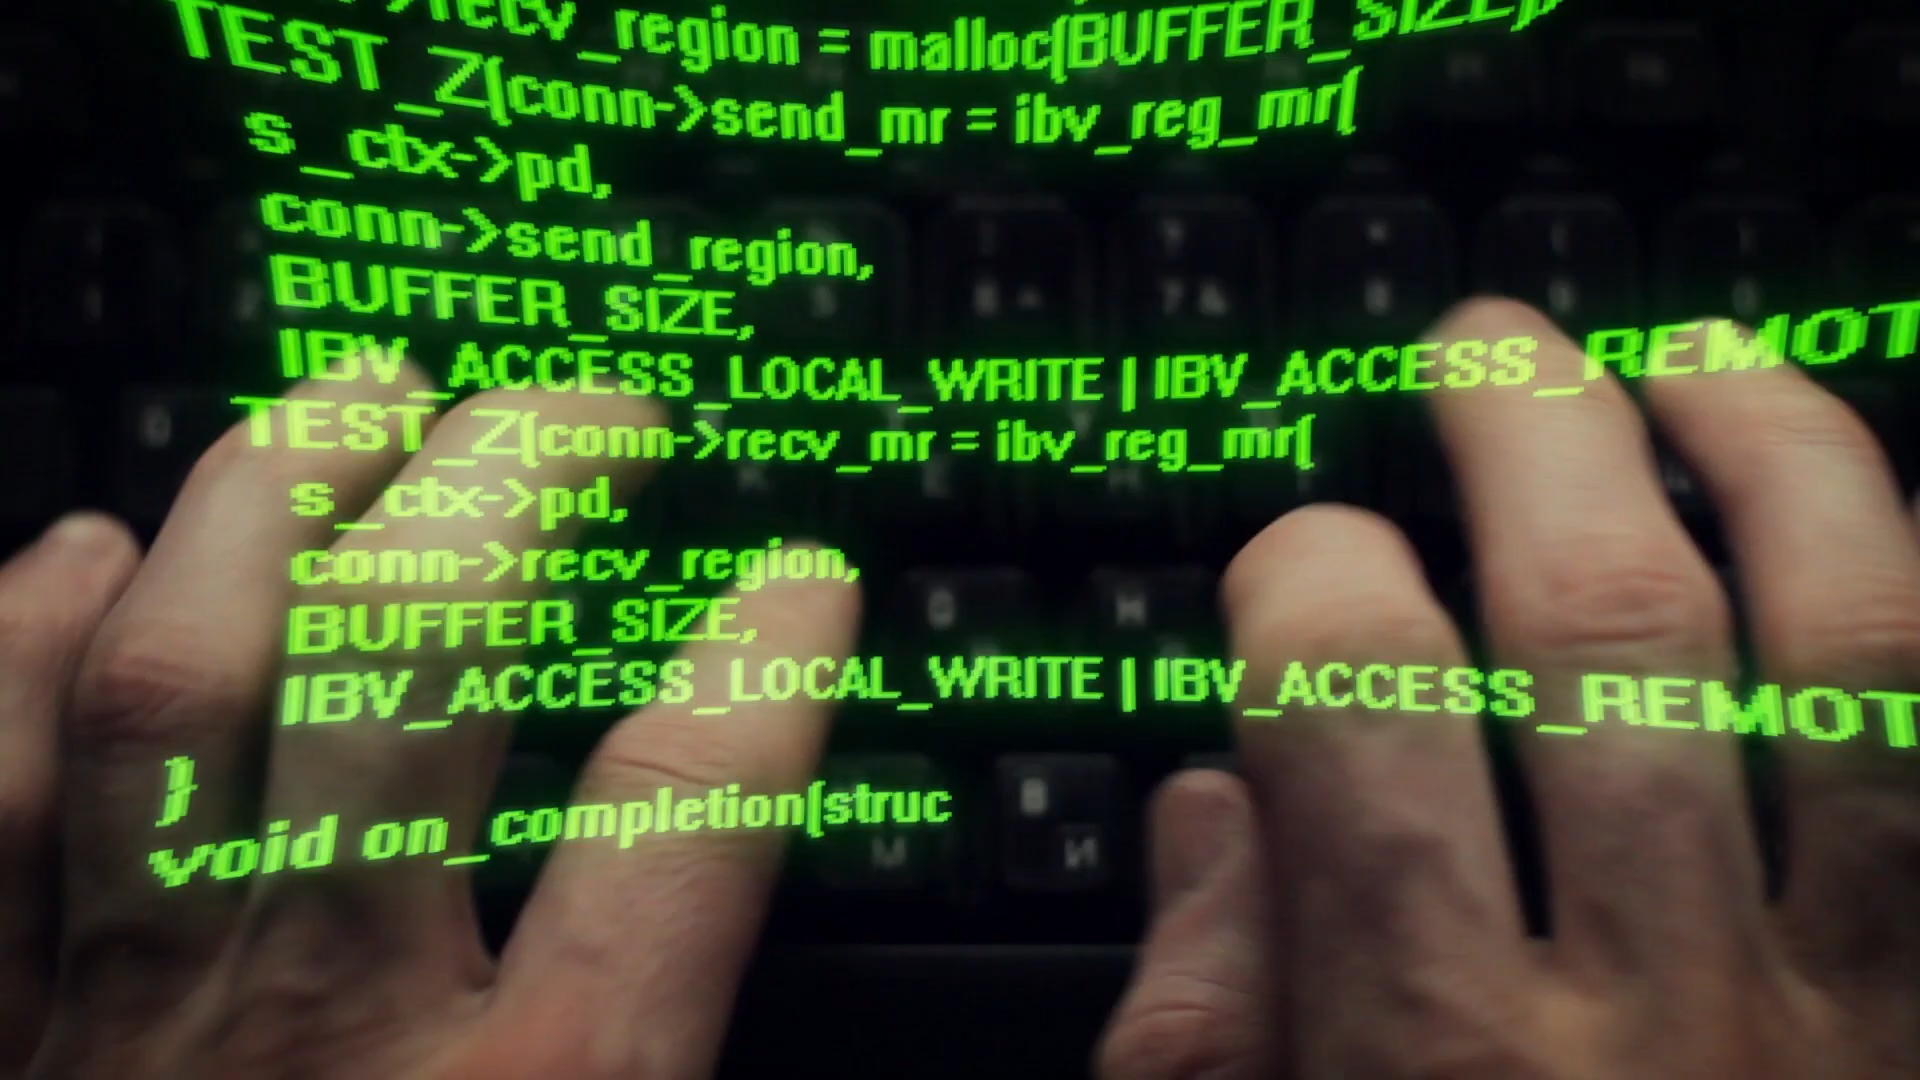 recv_region = malloc(BUFFER_SIZE);
TEST_Z(conn->send_mr = ibv_reg_mr(
s_ctx->pd,
conn->send_region,
BUFFER_SIZE,
IBV_ACCESS_LOCAL_WRITE | IBV_ACCESS_REMOT
TEST_Z(conn->recv_mr = ibv_reg_mr(
s_ctx->pd,
conn->recv_region,
BUFFER_SIZE,
IBV_ACCESS_LOCAL_WRITE | IBV_ACCESS_REMOT
}
void on_completion(struc
В
М И